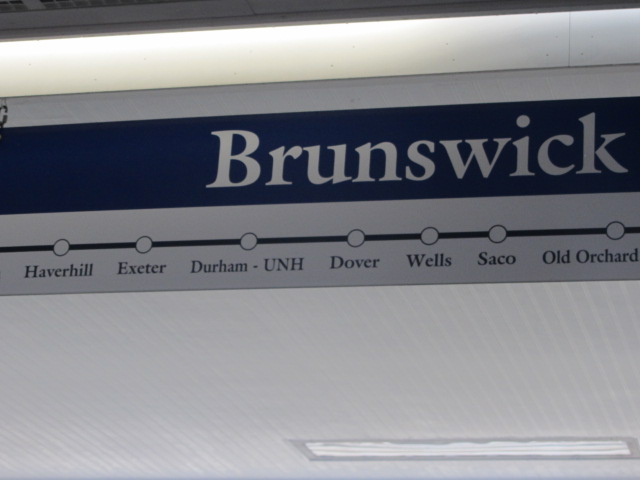 Brunswick
Haverhill Exeter Durham - UNH Dover Wells Saco Old Orchard